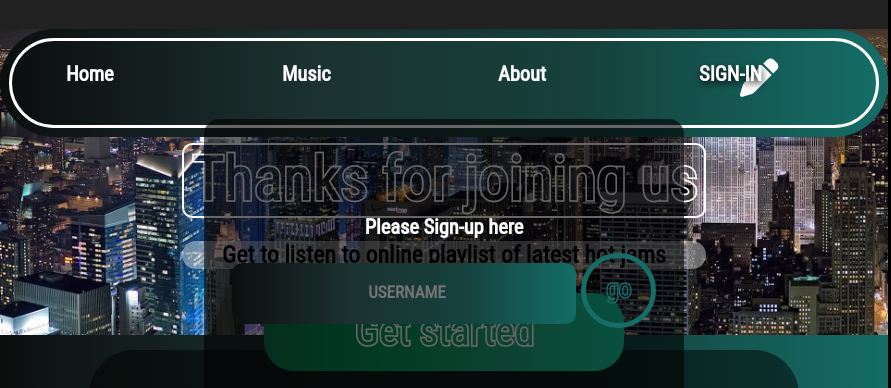 Home Music About SIGN-IN
Thanks for joining us
Please Sign-up here
Get to listen to online playlist of latest hot jams
USERNAME go
Get started